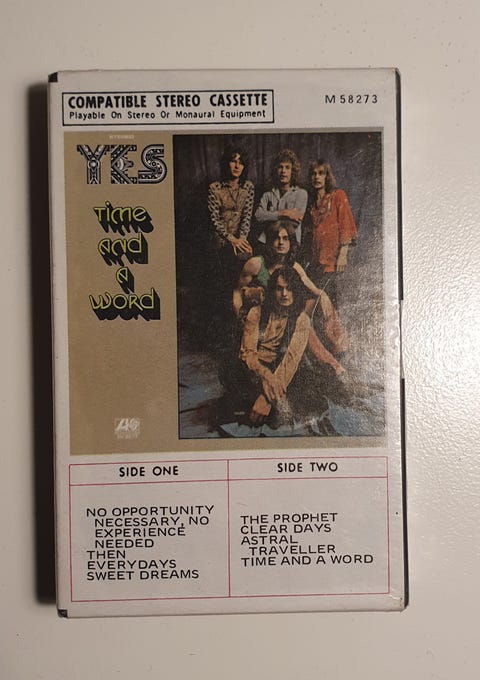 COMPATIBLE STEREO CASSETTE
Playable On Stereo Or Monaural Equipment
M 58273
STEREO
YES
Time
AND
A
WORD
SIDE ONE
NO OPPORTUNITY
NECESSARY, NO
EXPERIENCE
NEEDED
THEN
EVERYDAYS
SWEET DREAMS
SIDE TWO
THE PROPHET
CLEAR DAYS
ASTRAL
TRAVELLER
TIME AND A WORD